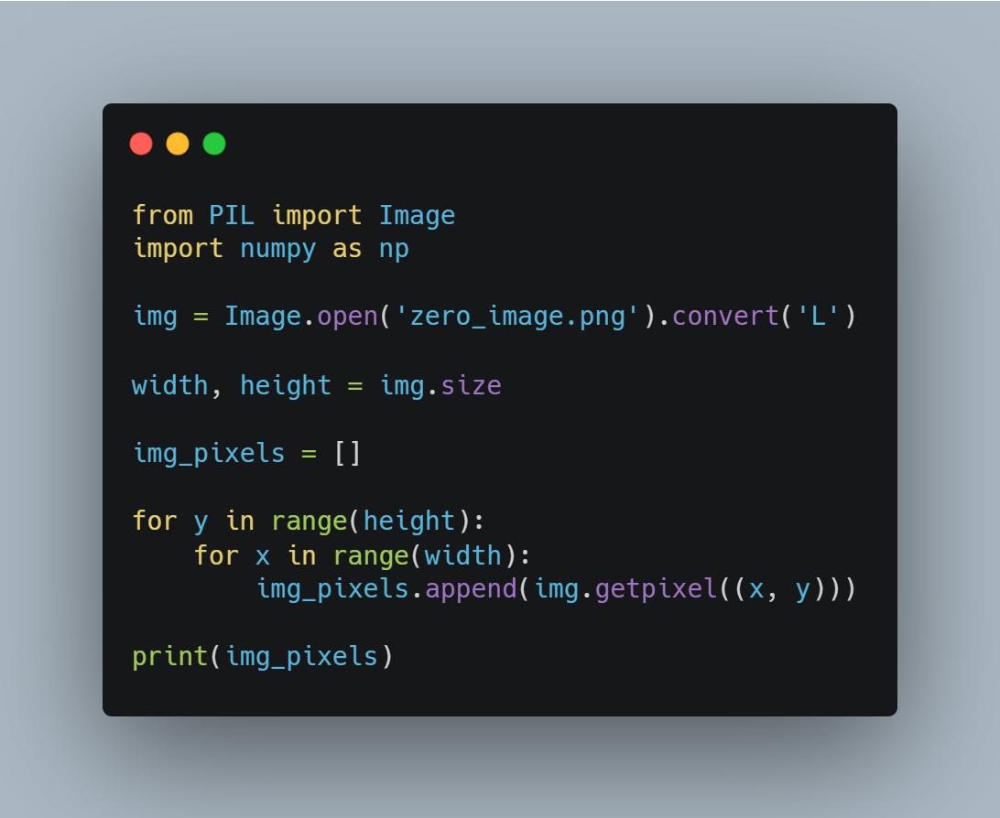 from PIL import Image
import numpy as np

img = Image.open('zero_image.png').convert('L')

width, height = img.size

img_pixels = []

for y in range(height):
    for x in range(width):
        img_pixels.append(img.getpixel((x, y)))

print(img_pixels)